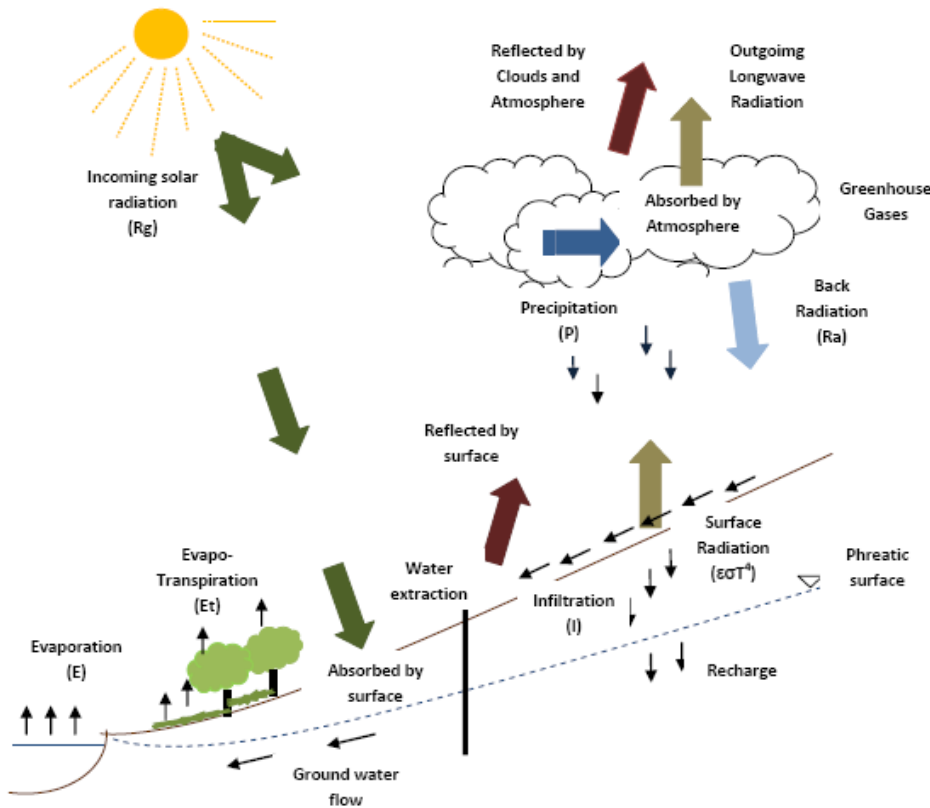 Reflected by
Clouds and
Atmosphere
Outgoimg
Longwave
Radiation
Incoming solar
radiation
(Rg)
Absorbed by
Atmosphere
Greenhouse
Gases
Precipitation
(P)
Back
Radiation
(Ra)
Reflected by
surface
Surface
Radiation
(εσT⁴)
Phreatic
surface
Evapo-
Transpiration
(Et)
Water
extraction
Infiltration
(I)
Evaporation
(E)
Absorbed by
surface
Recharge
Ground water
flow